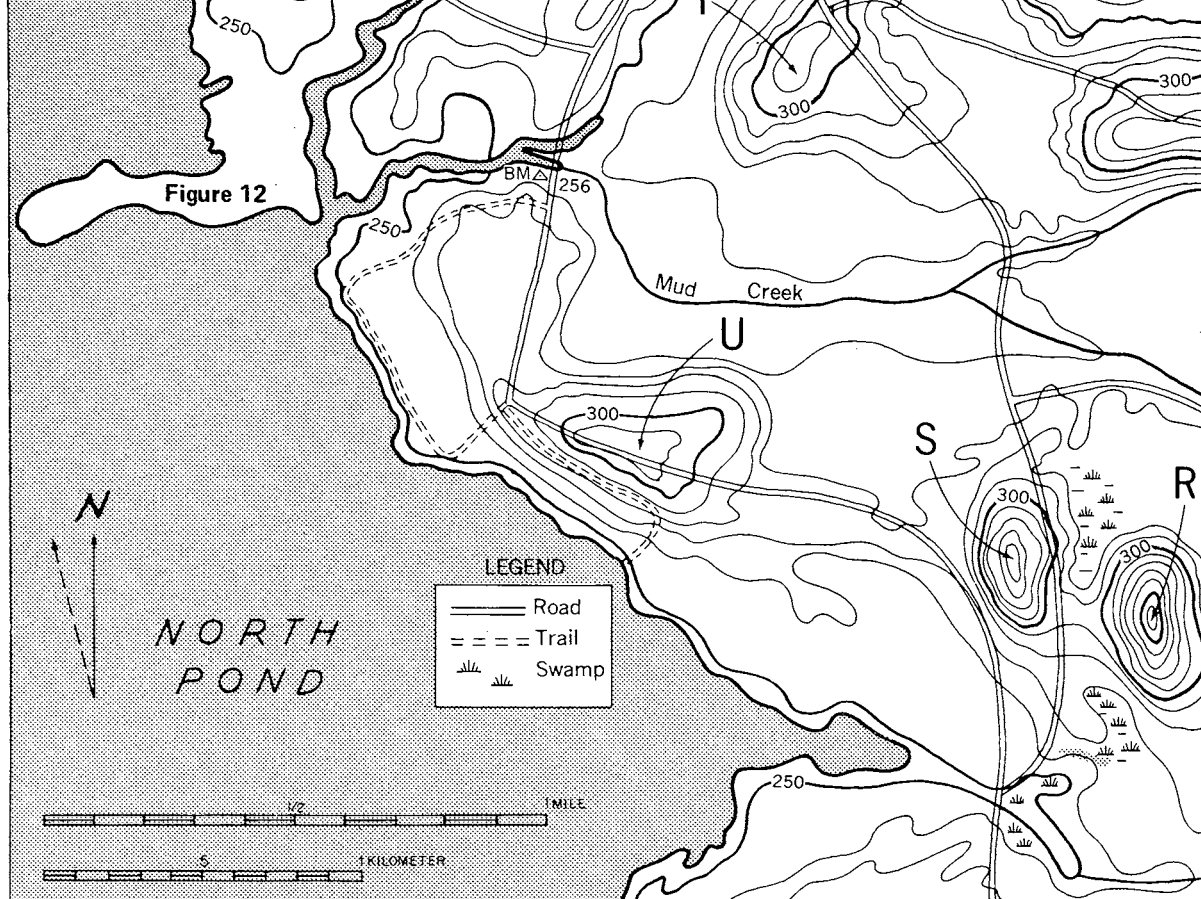 250
300
300
BM 256
Figure 12
250
Mud Creek
U
300
S
R
300
300
N
LEGEND
Road
Trail
Swamp
NORTH
POND
250
1/2
1 MILE
5
1 KILOMETER